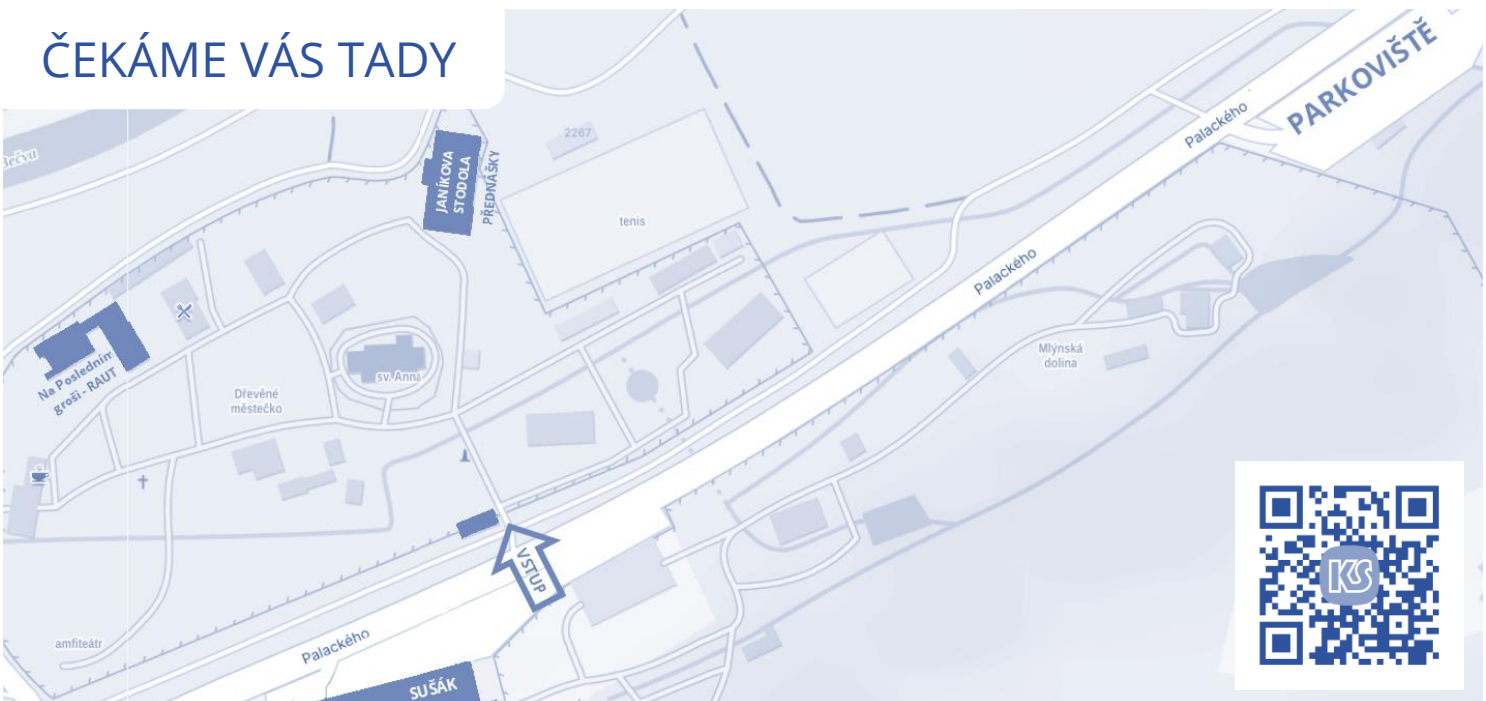 ČEKÁME VÁS TADY
PARKOVIŠTĚ
Palackého
2267
Bečva
JANÍKOVA
STODOLA
PŘEDNÁŠKY
tenis
Palackého
Mlýnská
dolina
Na Posledním
groši - RAUT
sv. Anna
Dřevěné
městečko
VSTUP
amfiteátr
Palackého
SUŠÁK
KS